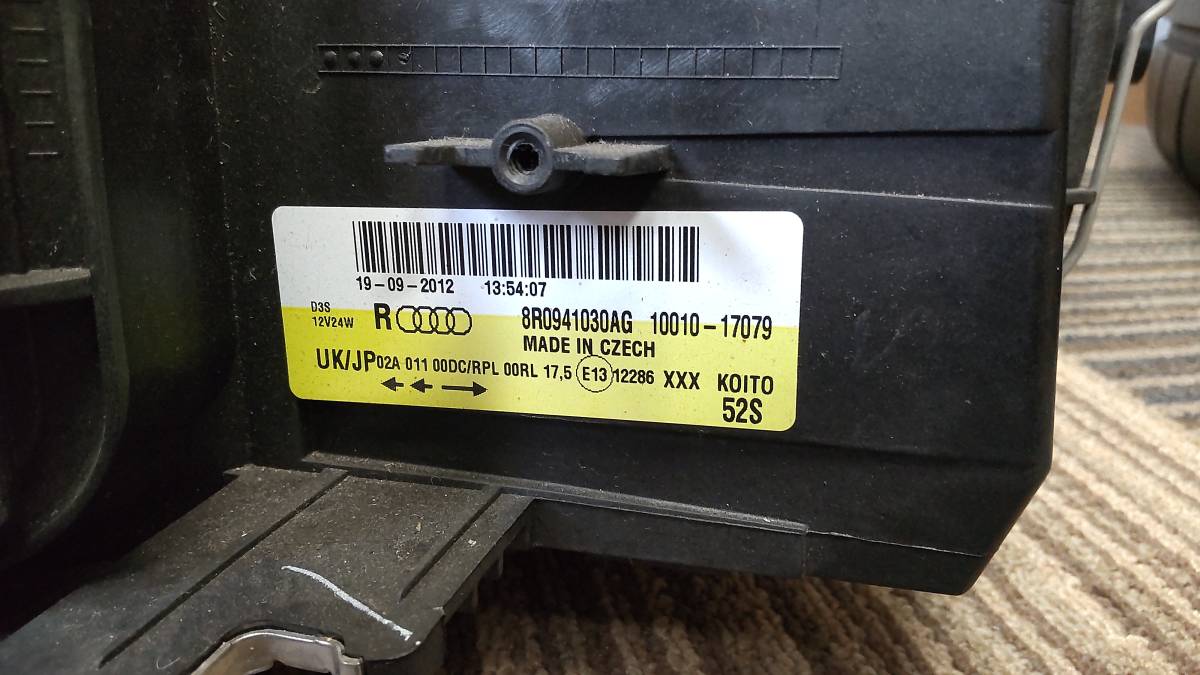 19-09-2012 13:54:07
D3S
12V24W
R 8R0941030AG 10010-17079
MADE IN CZECH
UK/JP 02A 011 00DC/RPL 00RL 17,5 E13 12286 XXX KOITO
52S